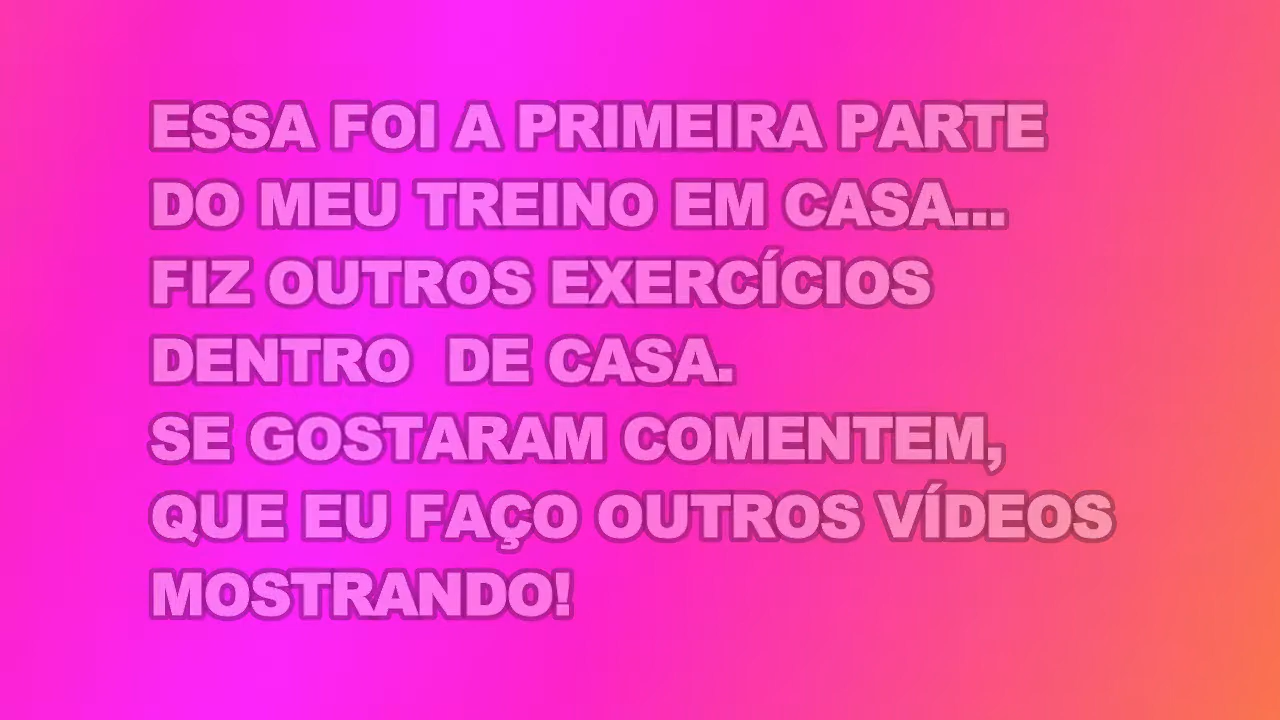 ESSA FOI A PRIMEIRA PARTE
DO MEU TREINO EM CASA...
FIZ OUTROS EXERCÍCIOS
DENTRO  DE CASA.
SE GOSTARAM COMENTEM,
QUE EU FAÇO OUTROS VÍDEOS
MOSTRANDO!